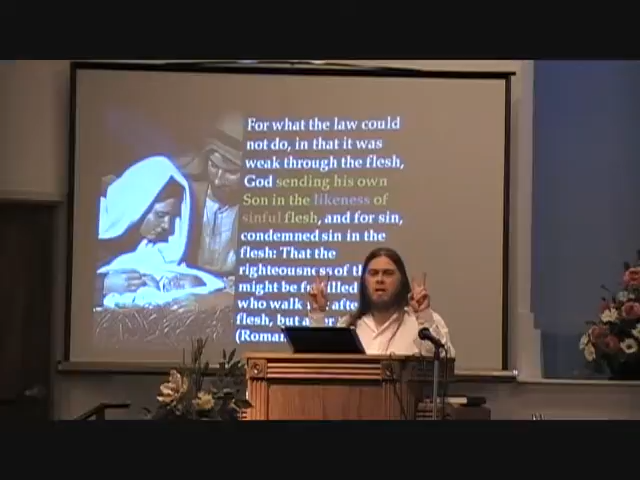 For what the law could
not do, in that it was
weak through the flesh,
God sending his own
Son in the likeness of
sinful flesh, and for sin,
condemned sin in the
flesh: That the
righteousness of
might be
who walk
flesh, but